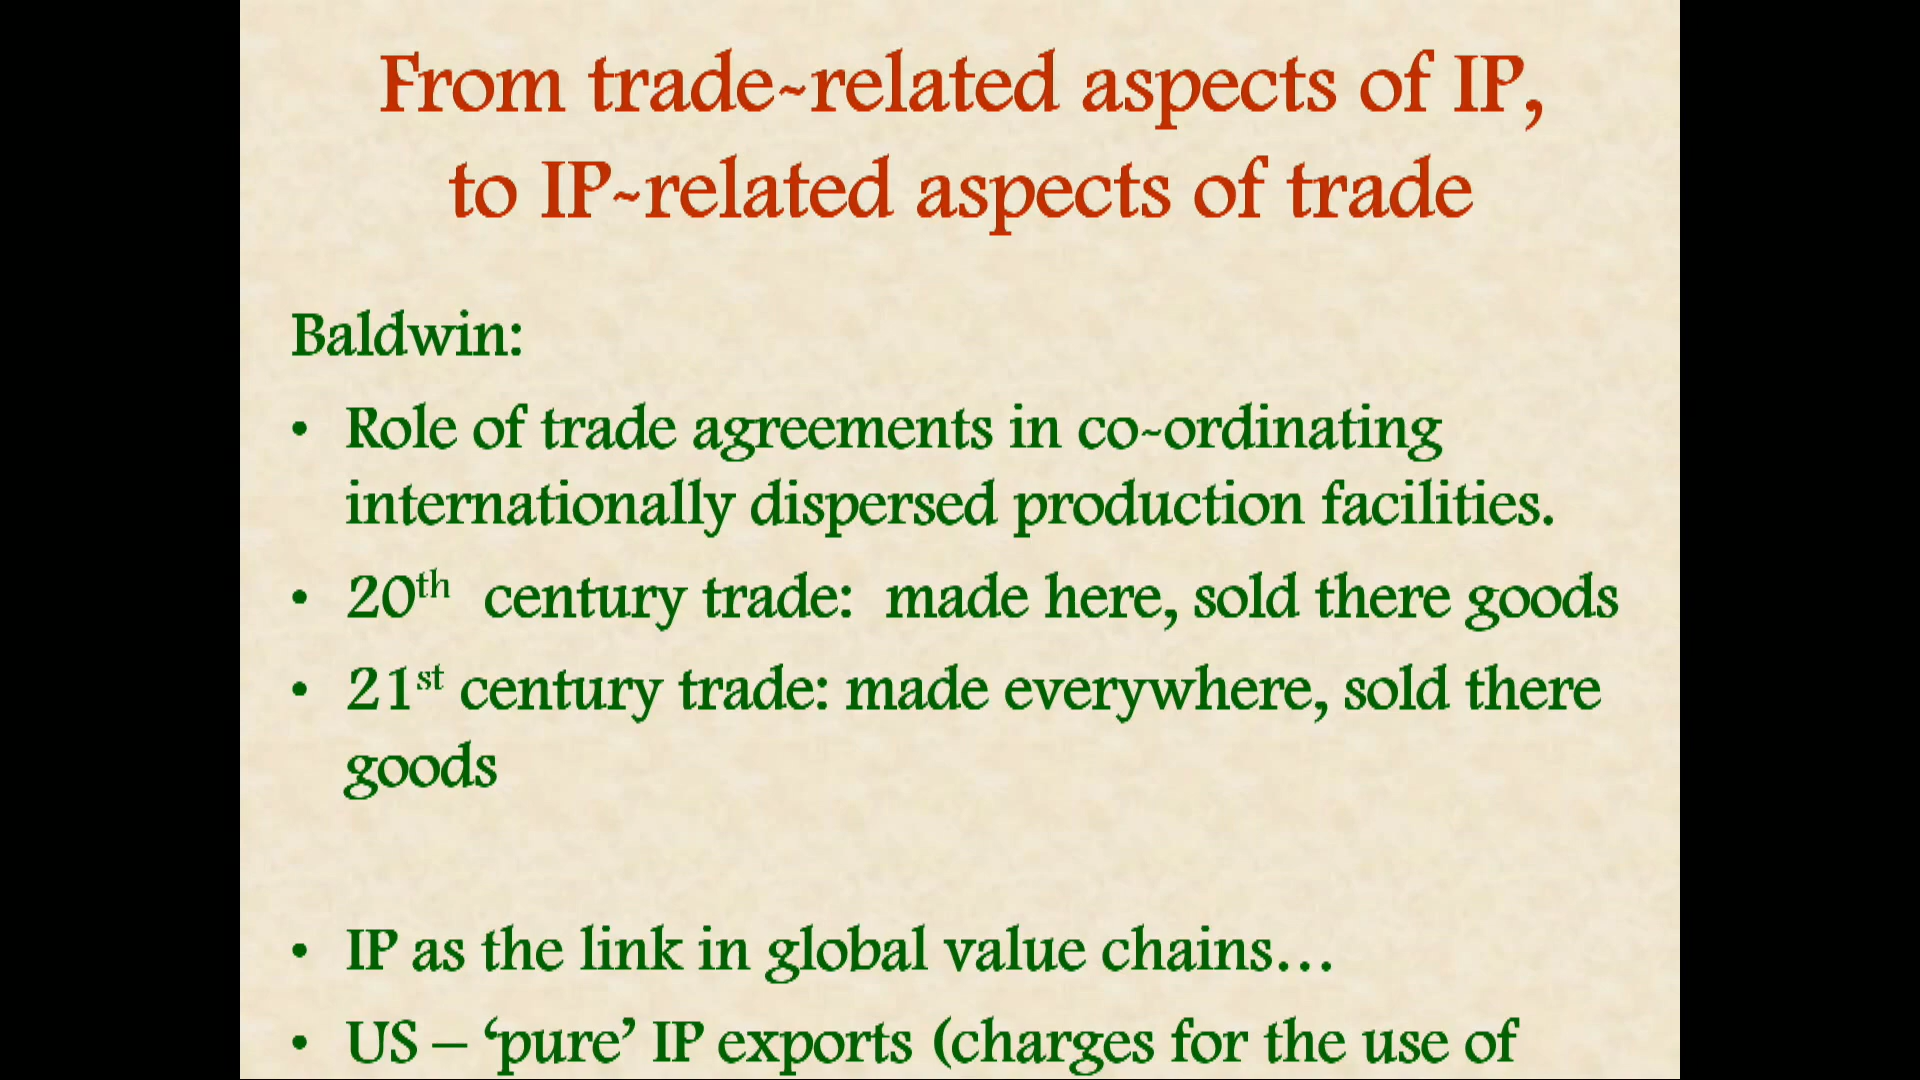 From trade-related aspects of IP,
to IP-related aspects of trade
Baldwin:
• Role of trade agreements in co-ordinating
internationally dispersed production facilities.
• 20th century trade: made here, sold there goods
• 21st century trade: made everywhere, sold there
goods
• IP as the link in global value chains…
• US – ‘pure’ IP exports (charges for the use of